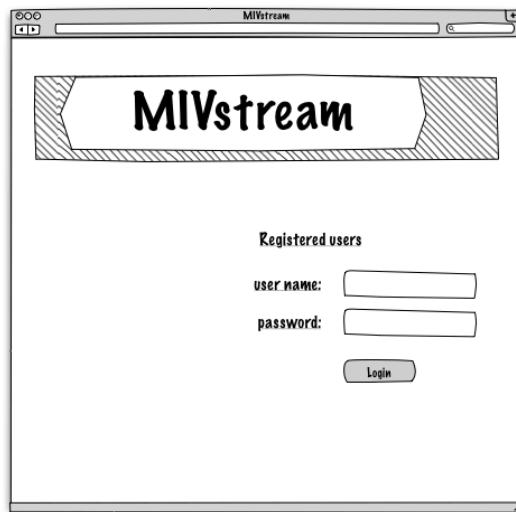 MIVstream
MIVstream
Registered users
user name:
password:
Login